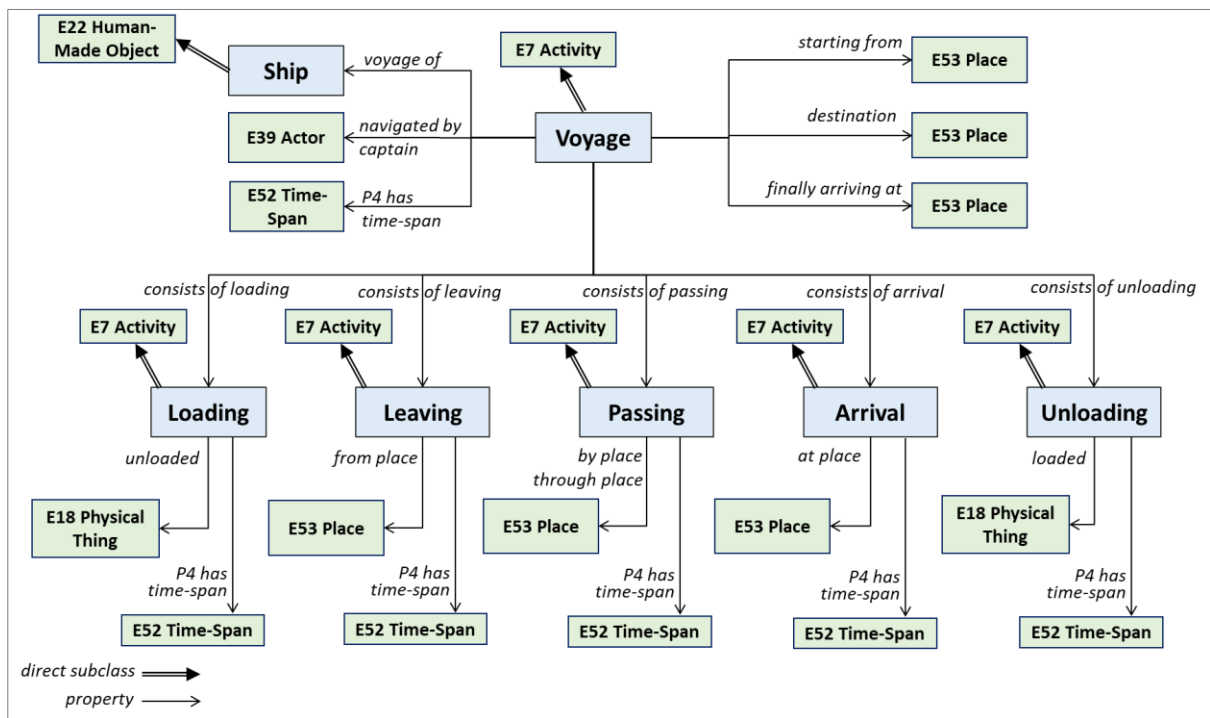 E22 Human-
Made Object
Ship
voyage of
E7 Activity
starting from
E53 Place
E39 Actor
navigated by
captain
Voyage
destination
E53 Place
E52 Time-
Span
P4 has
time-span
finally arriving at
E53 Place
consists of loading
consists of leaving
consists of passing
consists of arrival
consists of unloading
E7 Activity
E7 Activity
E7 Activity
E7 Activity
E7 Activity
Loading
Leaving
Passing
Arrival
Unloading
unloaded
from place
by place
through place
at place
loaded
E18 Physical
Thing
E53 Place
E53 Place
E53 Place
E18 Physical
Thing
P4 has
time-span
P4 has
time-span
P4 has
time-span
P4 has
time-span
P4 has
time-span
E52 Time-Span
E52 Time-Span
E52 Time-Span
E52 Time-Span
E52 Time-Span
direct subclass
property